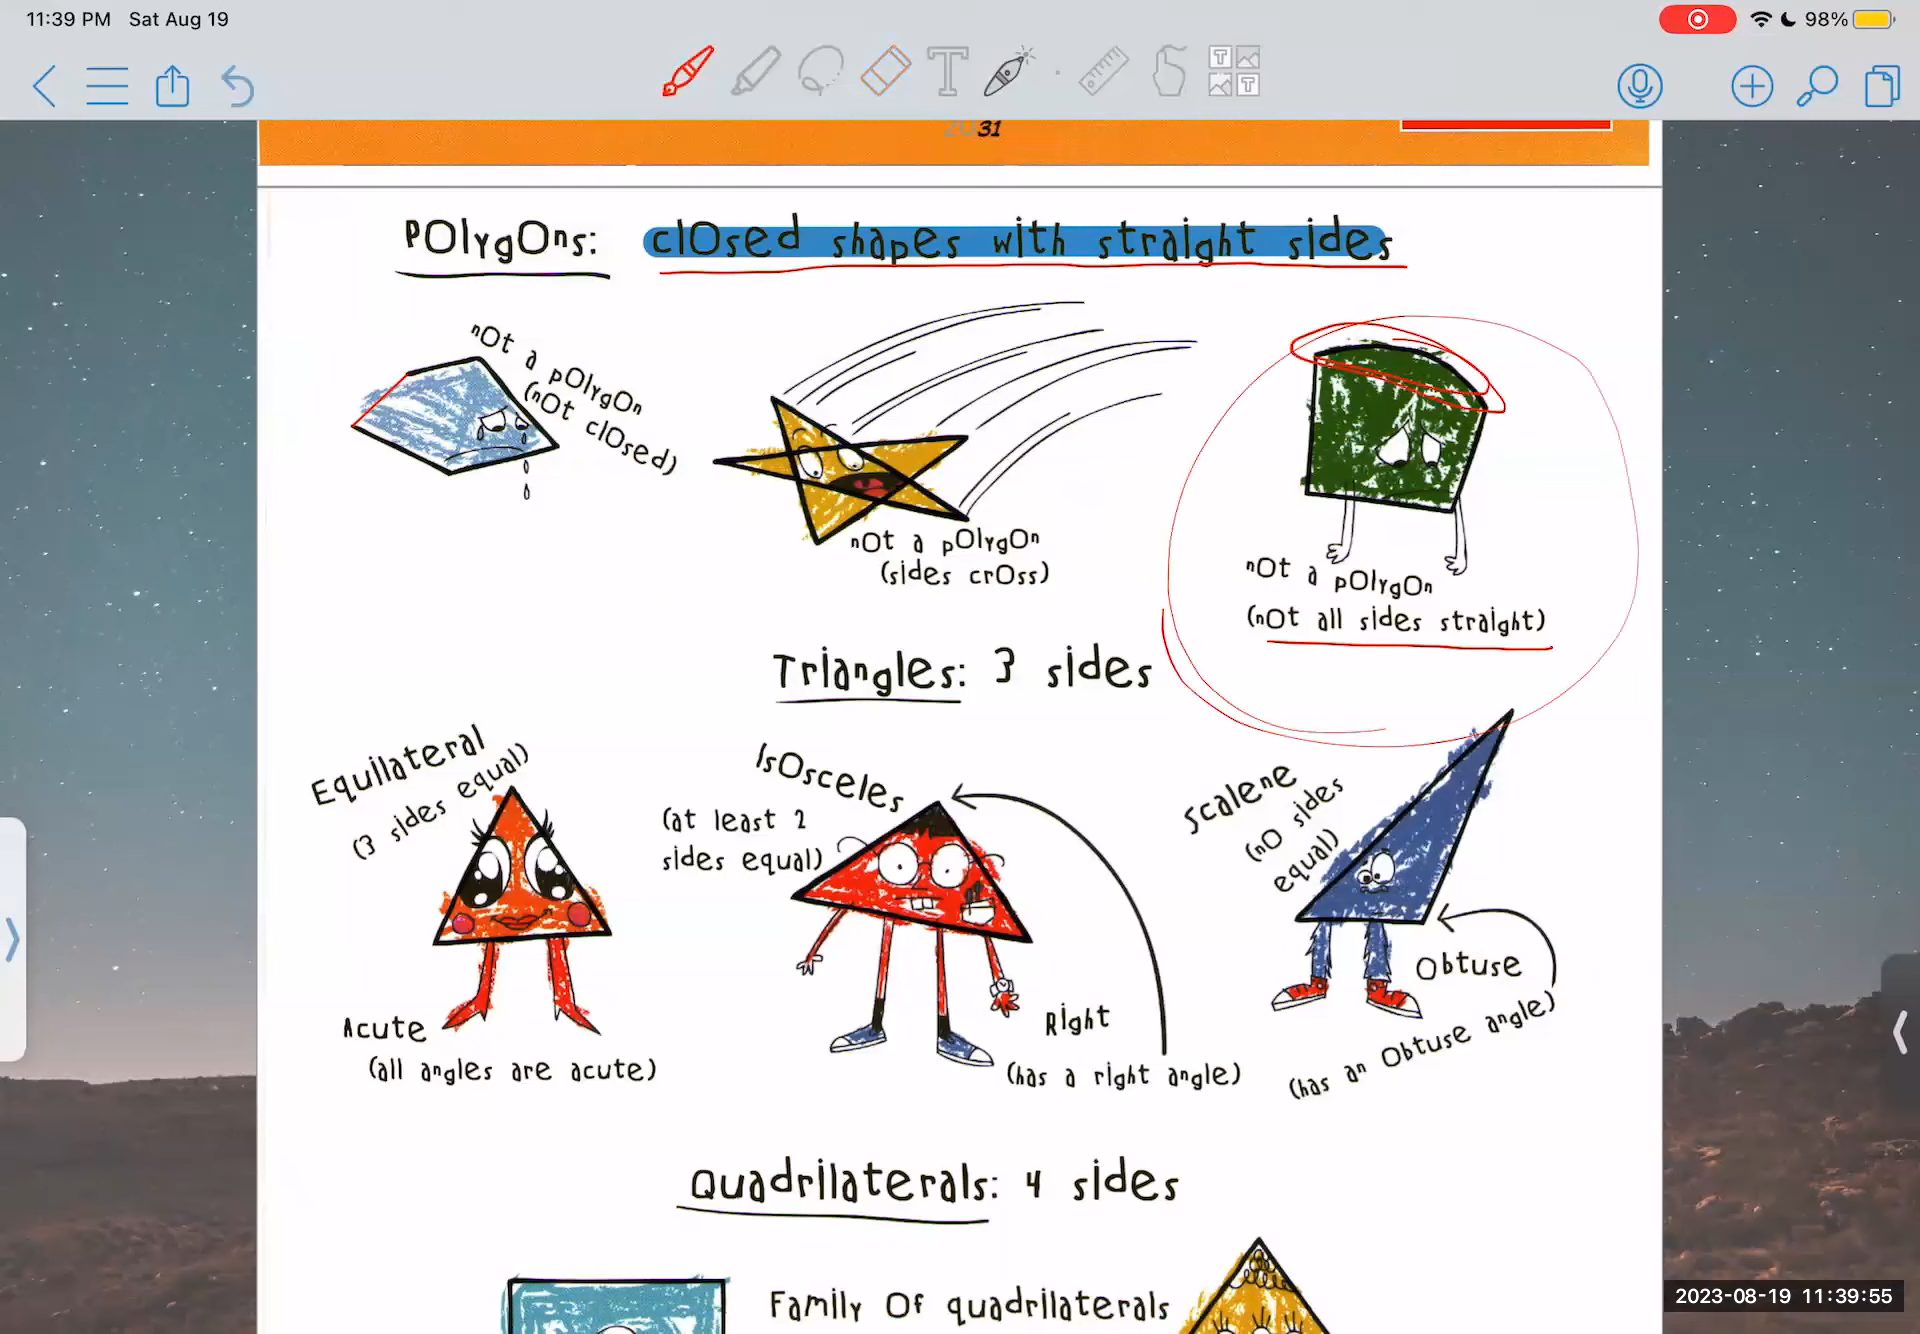 11:39 PM Sat Aug 19
98%
T
T
T
2031
Polygons: closed shapes with straight sides
not a polygon
(not closed)
not a polygon
(sides cross)
not a polygon
(not all sides straight)
Triangles: 3 sides
Equilateral
(3 sides equal)
Isosceles
(at least 2
sides equal)
Scalene
(no sides
equal)
Acute
(all angles are acute)
Right
(has a right angle)
Obtuse
(has an obtuse angle)
Quadrilaterals: 4 sides
Family of quadrilaterals
2023-08-19 11:39:55